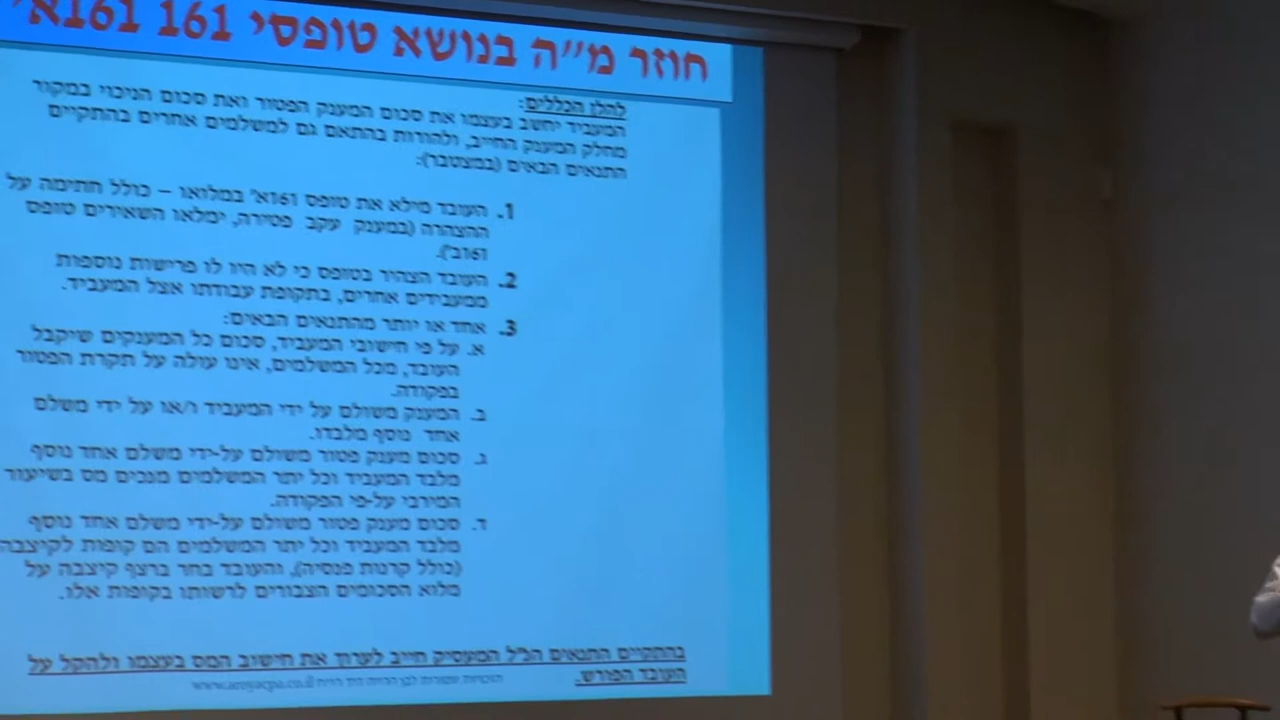 חוזר מ"ה בנושא טופסי 161 161א'
להלן הכללים:
המעביד יחשב בעצמו את סכום המענק הפטור ואת סכום הניכוי במקור
מחלק המענק החייב, ולהורות בהתאם גם למשלמים אחרים בהתקיים
התנאים הבאים (במצטבר):
1. העובד מילא את טופס 161א' במלואו – כולל חתימה על
ההצהרה (במענק עקב פטירה, ימלאו השאירים טופס
161ב').
2. העובד הצהיר בטופס כי לא היו לו פרישות נוספות
ממעבידים אחרים, בתקופת עבודתו אצל המעביד.
3. אחד או יותר מהתנאים הבאים:
א. על פי חישובי המעביד, סכום כל המענקים שיקבל
העובד, מכל המשלמים, אינו עולה על תקרת הפטור
בפקודה.
ב. המענק משולם על ידי המעביד ו/או על ידי משלם
אחד נוסף מלבדו.
ג. סכום מענק פטור משולם על-ידי משלם אחד נוסף
מלבד המעביד וכל יתר המשלמים מנכים מס בשיעור
המירבי על-פי הפקודה.
ד. סכום מענק פטור משולם על-ידי משלם אחד נוסף
מלבד המעביד וכל יתר המשלמים הם קופות לקיצבה
(כולל קרנות פנסיה), והעובד בחר ברצף קיצבה על
מלוא הסכומים הצבורים לרשותו בקופות אלו.
בהתקיים התנאים הנ"ל המעסיק חייב לערוך את חישוב המס בעצמו ולהקל על
העובד הפורש.
הזכויות שמורות www.amyacpa.co.il